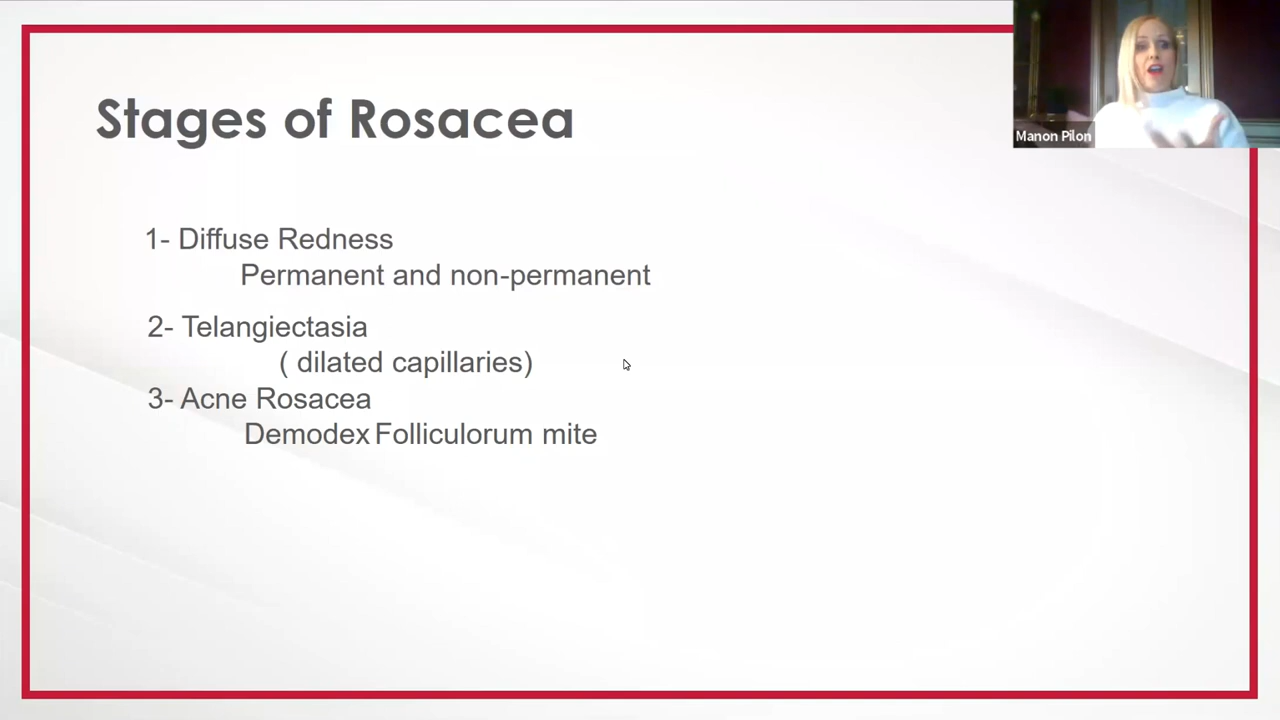 Stages of Rosacea
Manon Pilon
1- Diffuse Redness
Permanent and non-permanent
2- Telangiectasia
( dilated capillaries)
3- Acne Rosacea
Demodex Folliculorum mite